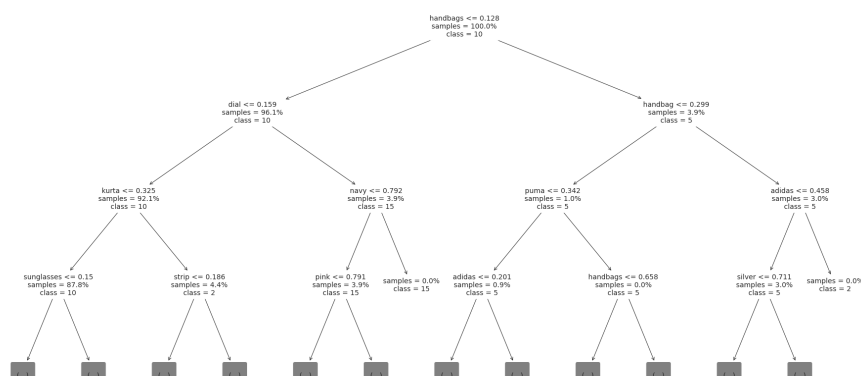 handbags <= 0.128
samples = 100.0%
class = 10
dial <= 0.159
samples = 96.1%
class = 10
handbag <= 0.299
samples = 3.9%
class = 5
kurta <= 0.325
samples = 92.1%
class = 10
navy <= 0.792
samples = 3.9%
class = 15
puma <= 0.342
samples = 1.0%
class = 5
adidas <= 0.458
samples = 3.0%
class = 5
sunglasses <= 0.15
samples = 87.8%
class = 10
strip <= 0.186
samples = 4.4%
class = 2
pink <= 0.791
samples = 3.9%
class = 15
samples = 0.0%
class = 15
adidas <= 0.201
samples = 0.9%
class = 5
handbags <= 0.658
samples = 0.0%
class = 5
silver <= 0.711
samples = 3.0%
class = 5
samples = 0.0%
class = 2